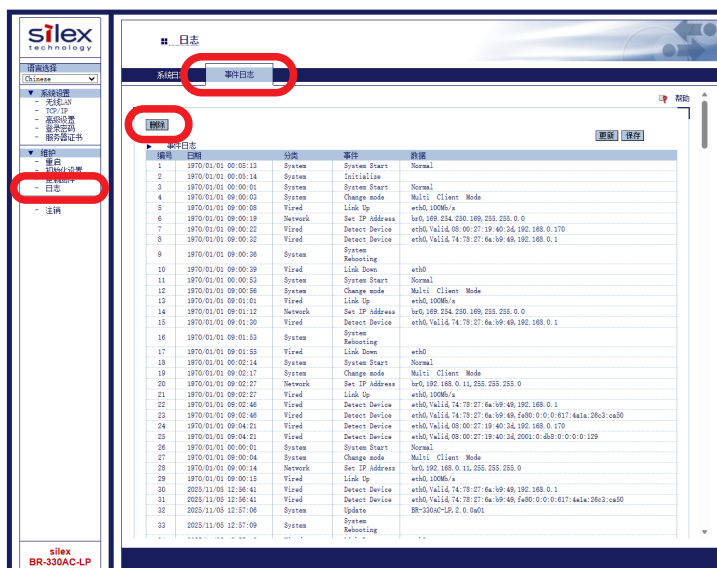 silex
technology
语言选择
Chinese
▼ 系统设置
- 无线LAN
- TCP/IP
- 高级设置
- 登录密码
- 服务器证书
▼ 维护
- 重启
- 初始化设置
- 更新固件
- 日志
- 注销
silex
BR-330AC-LP
日志
系统日 事件日志
帮助
删除
更新 保存
事件日志
编号 日期 分类 事件 数据
1 1970/01/01 00:05:13 System System Start Normal
2 1970/01/01 00:05:14 System Initialize
3 1970/01/01 00:00:01 System System Start Normal
4 1970/01/01 09:00:03 System Change mode Multi Client Mode
5 1970/01/01 09:00:08 Wired Link Up eth0,100Mb/s
6 1970/01/01 09:00:19 Network Set IP Address br0,169.254.250.169,255.255.0.0
7 1970/01/01 09:00:22 Wired Detect Device eth0,Valid,08:00:27:19:40:3d,192.168.0.170
8 1970/01/01 09:00:32 Wired Detect Device eth0,Valid,74:78:27:6a:b9:49,192.168.0.1
9 1970/01/01 09:00:36 System System Rebooting
10 1970/01/01 09:00:39 Wired Link Down eth0
11 1970/01/01 00:00:53 System System Start Normal
12 1970/01/01 09:00:56 System Change mode Multi Client Mode
13 1970/01/01 09:01:01 Wired Link Up eth0,100Mb/s
14 1970/01/01 09:01:12 Network Set IP Address br0,169.254.250.169,255.255.0.0
15 1970/01/01 09:01:30 Wired Detect Device eth0,Valid,74:78:27:6a:b9:49,192.168.0.1
16 1970/01/01 09:01:53 System System Rebooting
17 1970/01/01 09:01:55 Wired Link Down eth0
18 1970/01/01 00:02:14 System System Start Normal
19 1970/01/01 09:02:17 System Change mode Multi Client Mode
20 1970/01/01 09:02:27 Network Set IP Address br0,192.168.0.11,255.255.255.0
21 1970/01/01 09:02:27 Wired Link Up eth0,100Mb/s
22 1970/01/01 09:02:46 Wired Detect Device eth0,Valid,74:78:27:6a:b9:49,192.168.0.1
23 1970/01/01 09:02:46 Wired Detect Device eth0,Valid,74:78:27:6a:b9:49,fe80:0:0:0:617:4a1a:26c3:ca50
24 1970/01/01 09:04:21 Wired Detect Device eth0,Valid,08:00:27:19:40:3d,192.168.0.170
25 1970/01/01 09:04:21 Wired Detect Device eth0,Valid,08:00:27:19:40:3d,2001:0:db8:0:0:0:0:129
26 1970/01/01 00:00:01 System System Start Normal
27 1970/01/01 09:00:04 System Change mode Multi Client Mode
28 1970/01/01 09:00:14 Network Set IP Address br0,192.168.0.11,255.255.255.0
29 1970/01/01 09:00:15 Wired Link Up eth0,100Mb/s
30 2025/11/05 12:56:41 Wired Detect Device eth0,Valid,74:78:27:6a:b9:49,192.168.0.1
31 2025/11/05 12:56:41 Wired Detect Device eth0,Valid,74:78:27:6a:b9:49,fe80:0:0:0:617:4a1a:26c3:ca50
32 2025/11/05 12:57:06 System Update BR-330AC-LP,2.0.0a01
33 2025/11/05 12:57:09 System System Rebooting